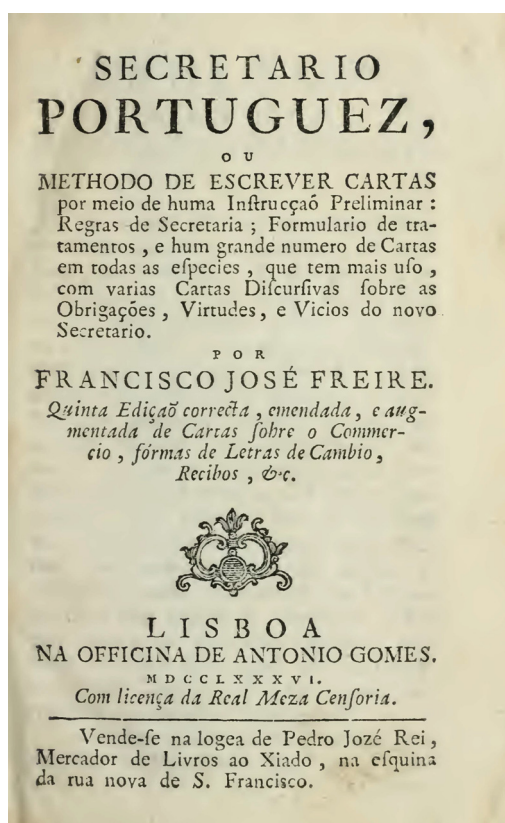 SECRETARIO
PORTUGUEZ,
OU
METHODO DE ESCREVER CARTAS
por meio de huma Inſtrucçaó Preliminar :
Regras de Secretaria ; Formulario de tra-
tamentos , e hum grande numero de Cartas
em todas as eſpecies , que tem mais uſo ,
com varias Cartas Diſcurſivas ſobre as
Obrigações , Virtudes, e Vicios do novo
Secretario.
POR
FRANCISCO JOSÉ FREIRE.
Quinta Ediçaõ correcta , emendada, e aug-
mentada de Cartas ſobre o Commer-
cio , fórmas de Letras de Cambio,
Recibos , &c.
LISBOA
NA OFFICINA DE ANTONIO GOMES.
MDCCLXXXVI.
Com licença da Real Meza Cenſoria.
Vende-ſe na logea de Pedro Jozé Rei,
Mercador de Livros ao Xiado , na eſquina
da rua nova de S. Franciſco.